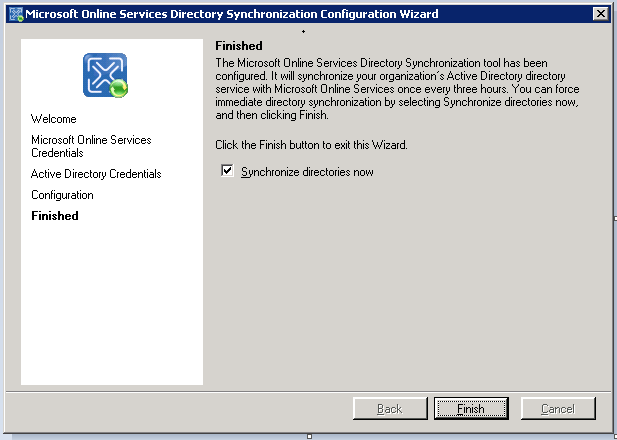 Microsoft Online Services Directory Synchronization Configuration Wizard
Finished
The Microsoft Online Services Directory Synchronization tool has been
configured. It will synchronize your organization's Active Directory directory
service with Microsoft Online Services once every three hours. You can force
immediate directory synchronization by selecting Synchronize directories now,
and then clicking Finish.
Click the Finish button to exit this Wizard.
Synchronize directories now
Welcome
Microsoft Online Services
Credentials
Active Directory Credentials
Configuration
Finished
Back
Finish
Cancel